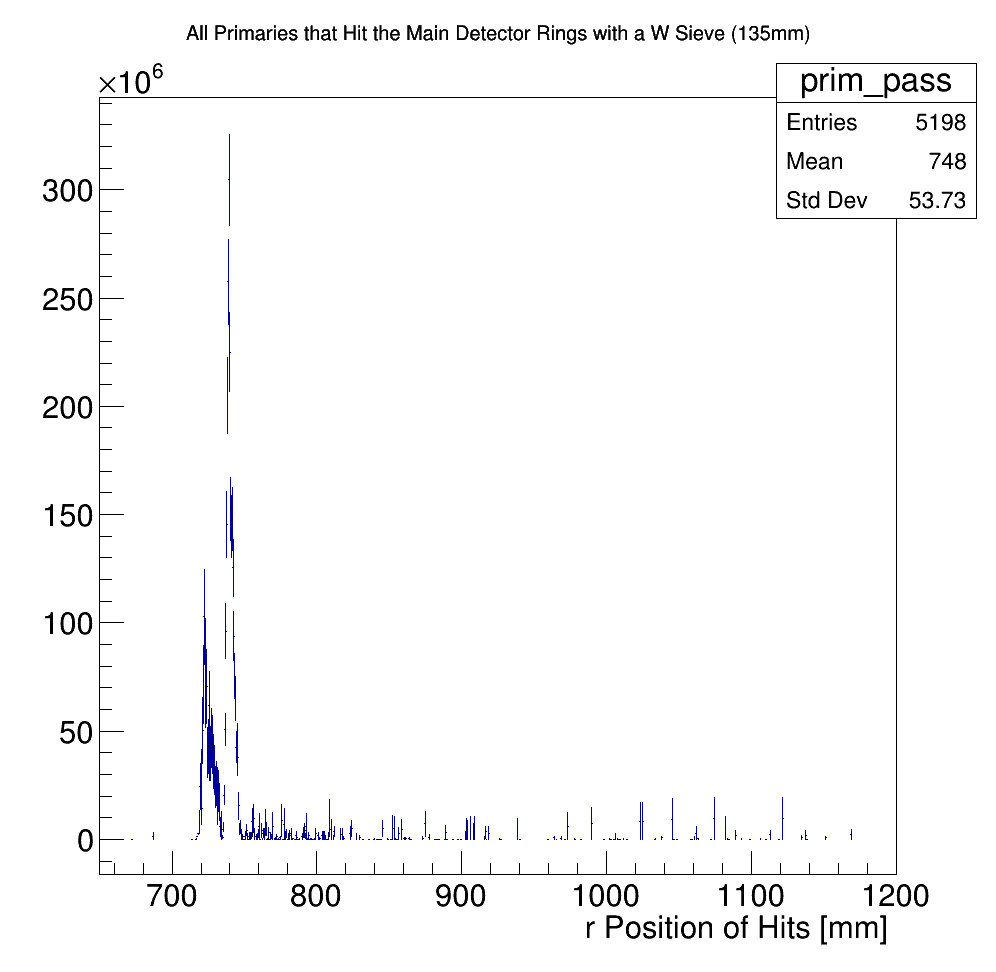 All Primaries that Hit the Main Detector Rings with a W Sieve (135mm)
×10⁶
prim_pass
Entries 5198
Mean 748
Std Dev 53.73
300
250
200
150
100
50
0
700 800 900 1000 1100 1200
r Position of Hits [mm]